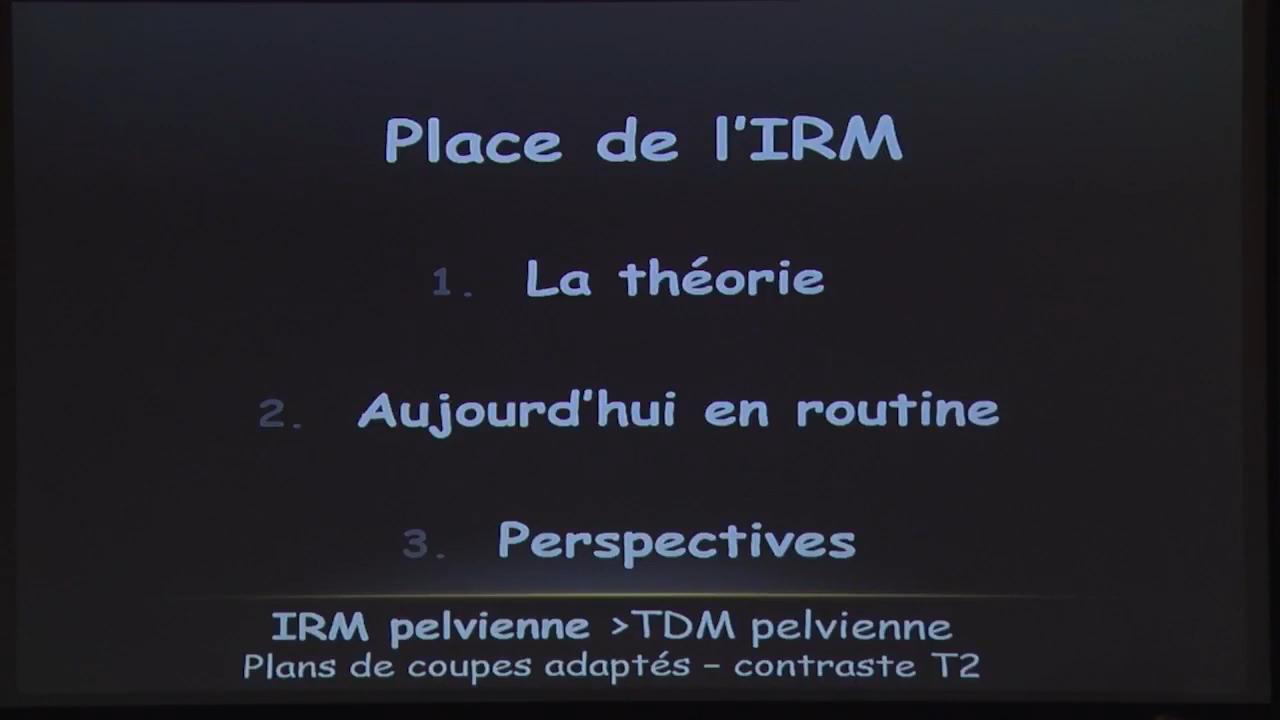 Place de l'IRM
1. La théorie
2. Aujourd'hui en routine
3. Perspectives
IRM pelvienne >TDM pelvienne
Plans de coupes adaptés – contraste T2